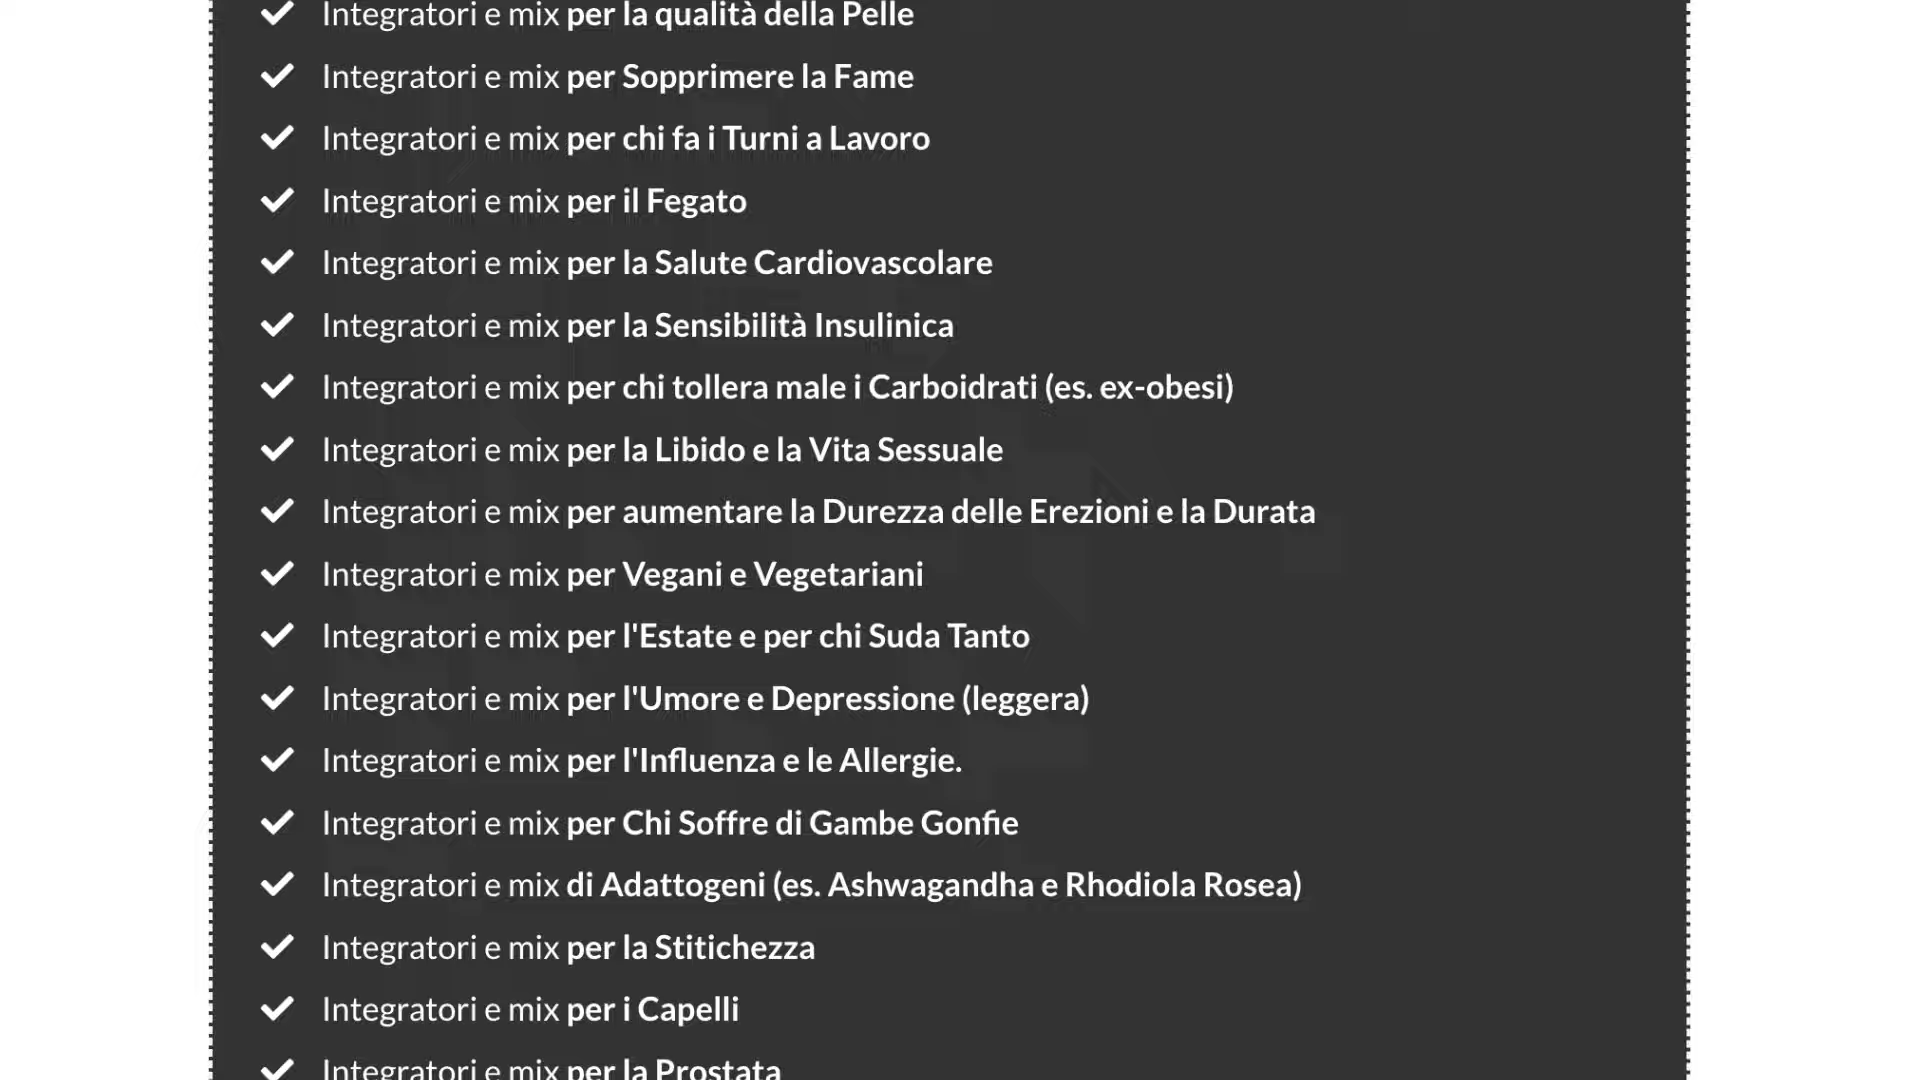 Integratori e mix per la qualità della Pelle
Integratori e mix per Sopprimere la Fame
Integratori e mix per chi fa i Turni a Lavoro
Integratori e mix per il Fegato
Integratori e mix per la Salute Cardiovascolare
Integratori e mix per la Sensibilità Insulinica
Integratori e mix per chi tollera male i Carboidrati (es. ex-obesi)
Integratori e mix per la Libido e la Vita Sessuale
Integratori e mix per aumentare la Durezza delle Erezioni e la Durata
Integratori e mix per Vegani e Vegetariani
Integratori e mix per l'Estate e per chi Suda Tanto
Integratori e mix per l'Umore e Depressione (leggera)
Integratori e mix per l'Influenza e le Allergie.
Integratori e mix per Chi Soffre di Gambe Gonfie
Integratori e mix di Adattogeni (es. Ashwagandha e Rhodiola Rosea)
Integratori e mix per la Stitichezza
Integratori e mix per i Capelli
Integratori e mix per la Prostata